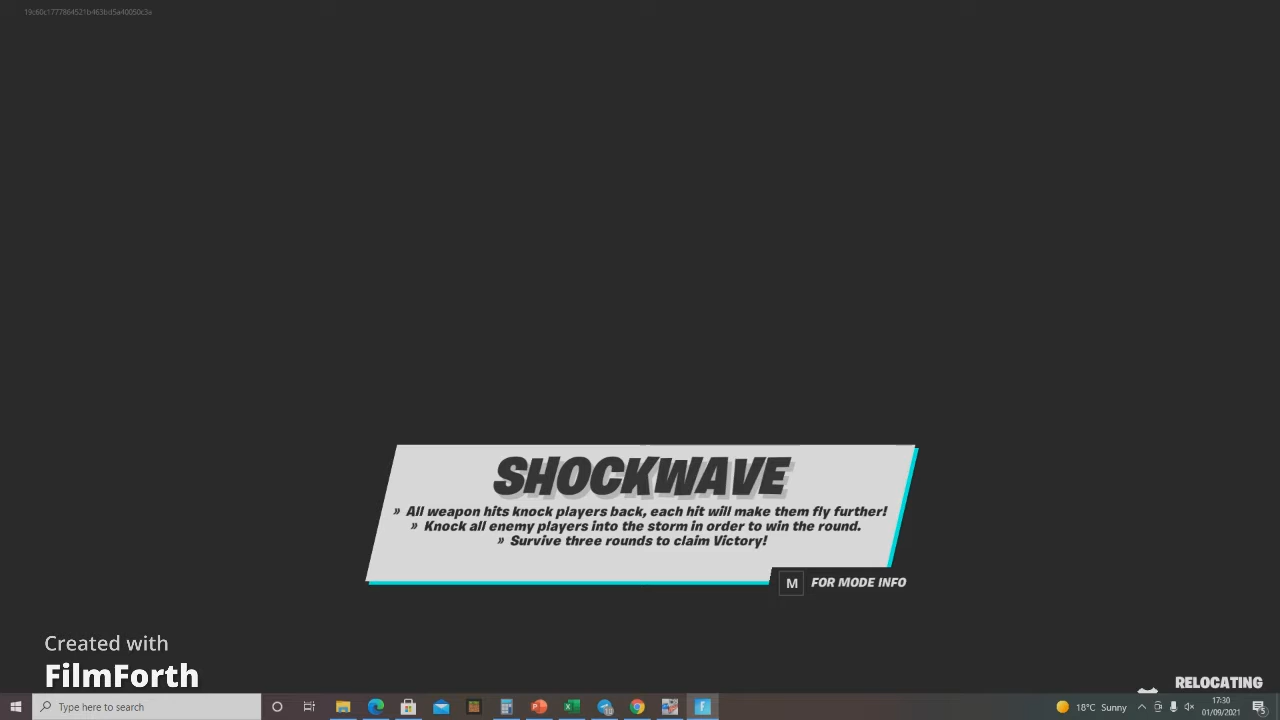 19c60c1777864521b463bd5a40050c3a
SHOCKWAVE
» All weapon hits knock players back, each hit will make them fly further!
» Knock all enemy players into the storm in order to win the round.
» Survive three rounds to claim Victory!
M FOR MODE INFO
Created with
FilmForth
RELOCATING
Type here to search
18°C Sunny
17:30
01/09/2021